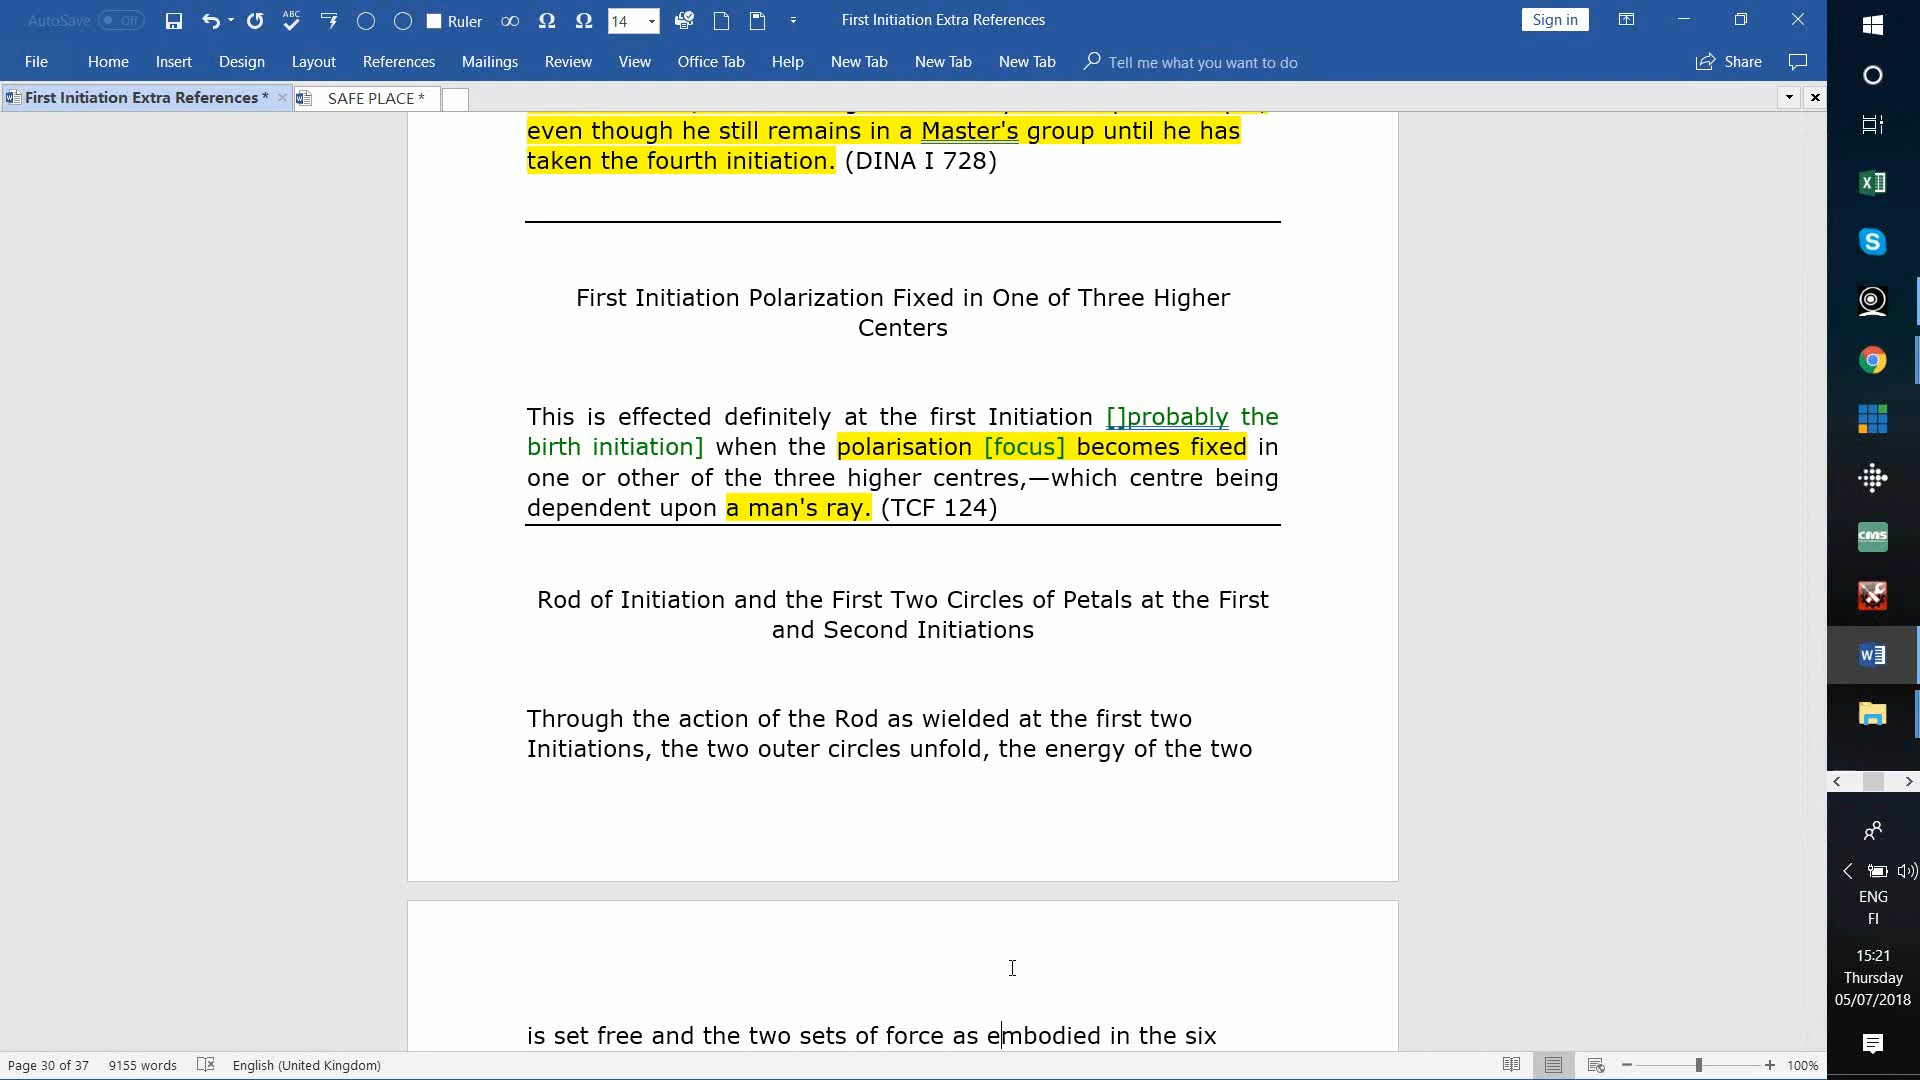 AutoSave Off ABC Ruler 14 First Initiation Extra References Sign in
File Home Insert Design Layout References Mailings Review View Office Tab Help New Tab New Tab New Tab Tell me what you want to do Share
First Initiation Extra References * SAFE PLACE *
even though he still remains in a Master's group until he has
taken the fourth initiation. (DINA I 728)
First Initiation Polarization Fixed in One of Three Higher
Centers
This is effected definitely at the first Initiation []probably the
birth initiation] when the polarisation [focus] becomes fixed in
one or other of the three higher centres,—which centre being
dependent upon a man's ray. (TCF 124)
Rod of Initiation and the First Two Circles of Petals at the First
and Second Initiations
Through the action of the Rod as wielded at the first two
Initiations, the two outer circles unfold, the energy of the two
is set free and the two sets of force as embodied in the six
Page 30 of 37 9155 words English (United Kingdom) 100%
CMS
ENG
FI
15:21
Thursday
05/07/2018